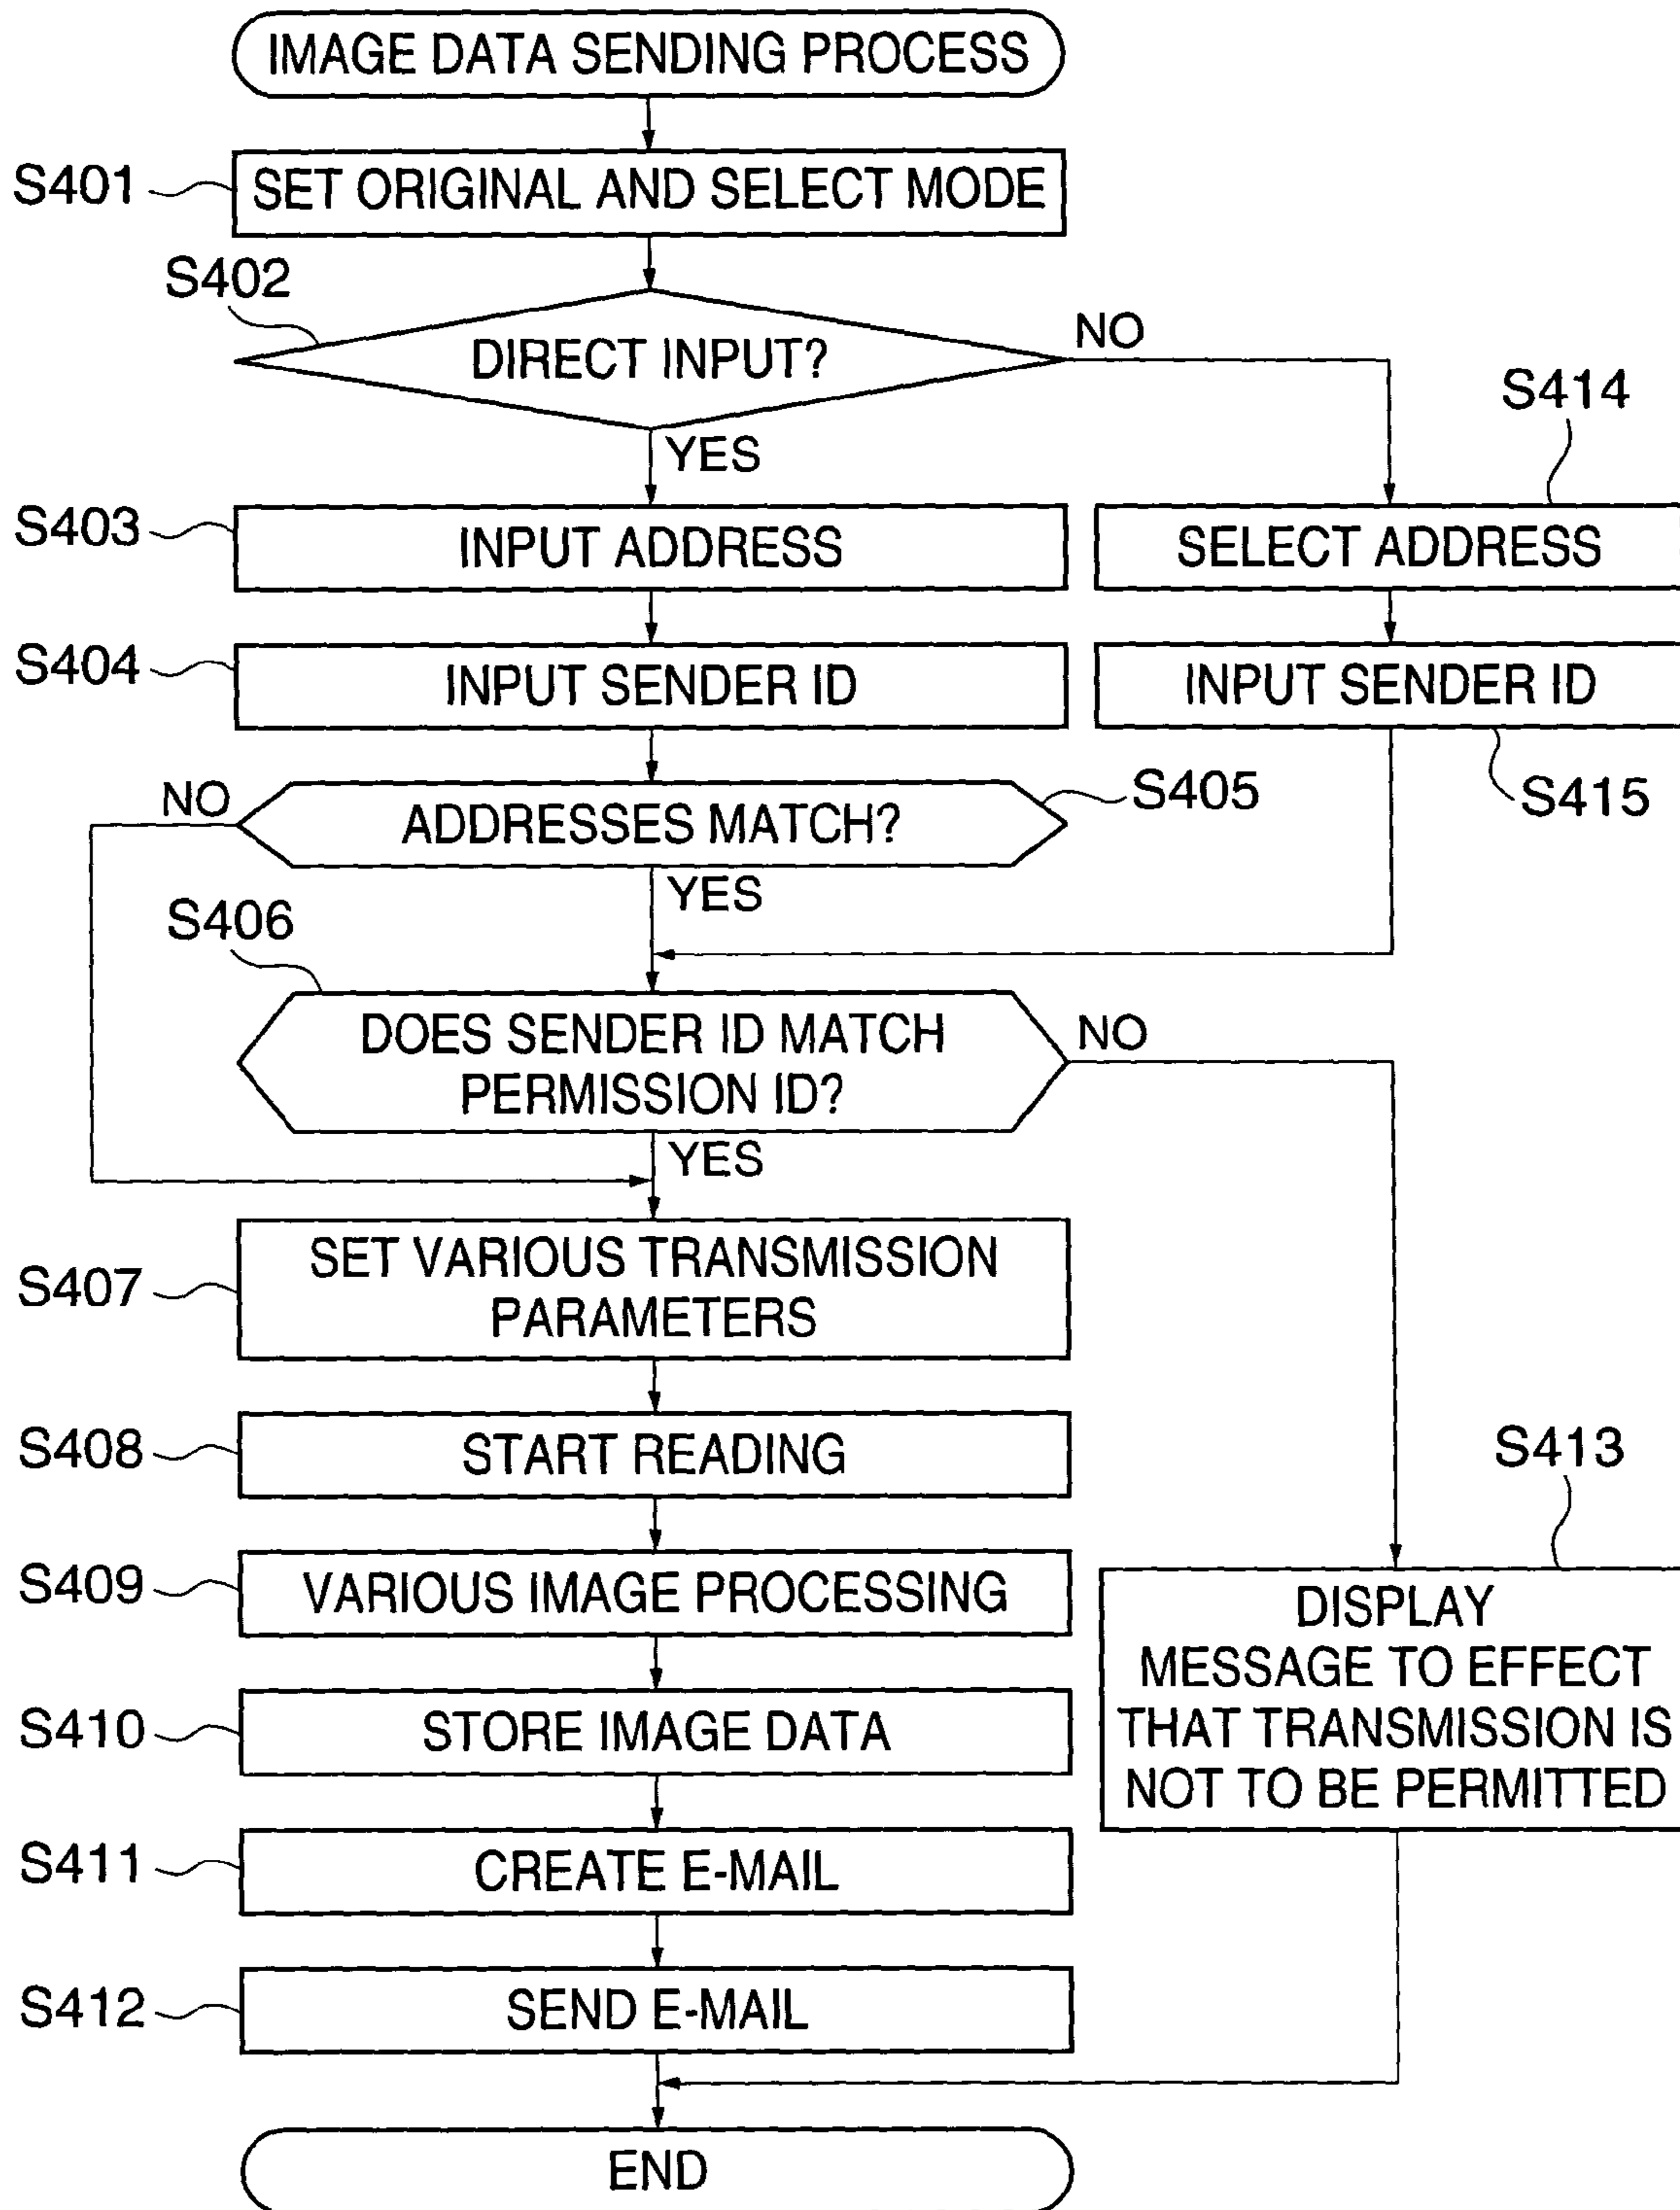 IMAGE DATA SENDING PROCESS
S401
SET ORIGINAL AND SELECT MODE
S402
DIRECT INPUT?
NO
YES
S414
S403
INPUT ADDRESS
SELECT ADDRESS
S404
INPUT SENDER ID
INPUT SENDER ID
S415
NO
ADDRESSES MATCH?
S405
YES
S406
DOES SENDER ID MATCH
PERMISSION ID?
NO
YES
S407
SET VARIOUS TRANSMISSION
PARAMETERS
S408
START READING
S409
VARIOUS IMAGE PROCESSING
S413
DISPLAY
MESSAGE TO EFFECT
THAT TRANSMISSION IS
NOT TO BE PERMITTED
S410
STORE IMAGE DATA
S411
CREATE E-MAIL
S412
SEND E-MAIL
END